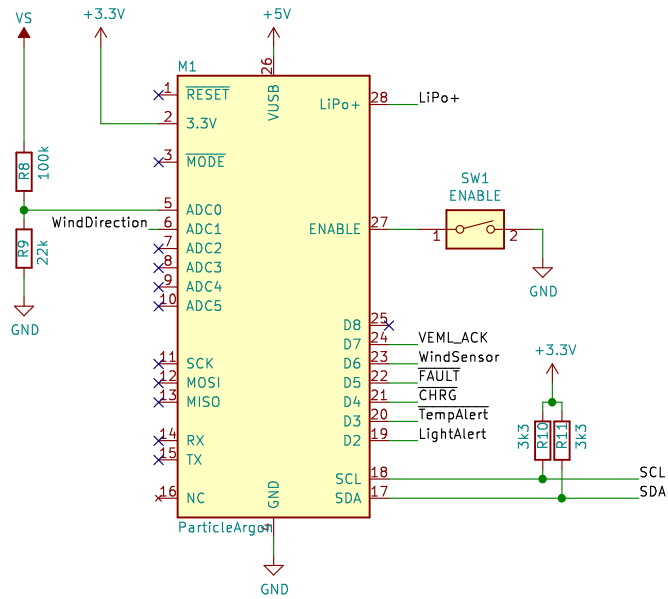 VS
+3.3V
+5V
M1
26
VUSB
1
RESET
2
3.3V
3
MODE
R8
100k
5
ADC0
WindDirection
6
ADC1
7
ADC2
8
ADC3
9
ADC4
10
ADC5
R9
22k
GND
11
SCK
12
MOSI
13
MISO
14
RX
15
TX
16
NC
LiPo+
28
LiPo+
ENABLE
27
SW1
ENABLE
1
2
GND
D8
25
D7
24
VEML_ACK
D6
23
WindSensor
D5
22
FAULT
D4
21
CHRG
D3
20
TempAlert
D2
19
LightAlert
+3.3V
3k3
R10
R11
3k3
SCL
18
SCL
SDA
17
SDA
GND
ParticleArgon
4
GND